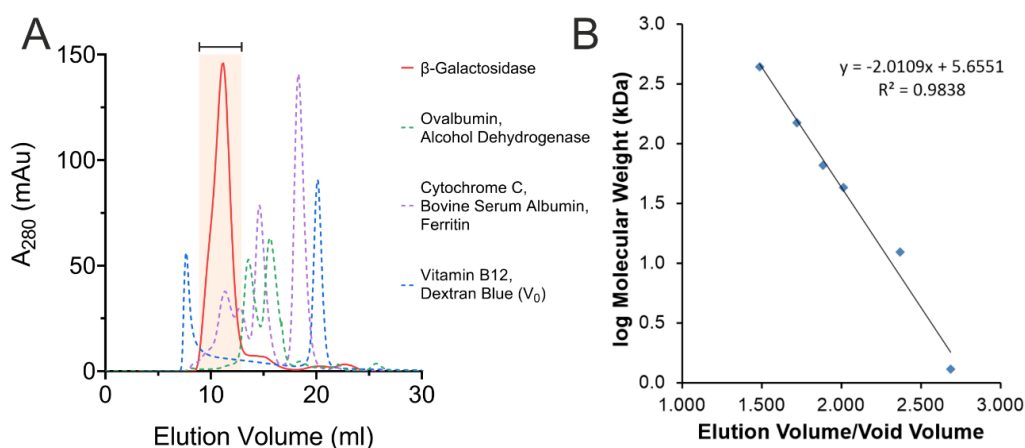 A
A280 (mAu)
150
100
50
0
0
10
20
30
Elution Volume (ml)
β-Galactosidase
Ovalbumin,
Alcohol Dehydrogenase
Cytochrome C,
Bovine Serum Albumin,
Ferritin
Vitamin B12,
Dextran Blue (V0)
B
log Molecular Weight (kDa)
3.0
2.5
2.0
1.5
1.0
0.5
0.0
1.000
1.500
2.000
2.500
3.000
Elution Volume/Void Volume
y = -2.0109x + 5.6551
R² = 0.9838